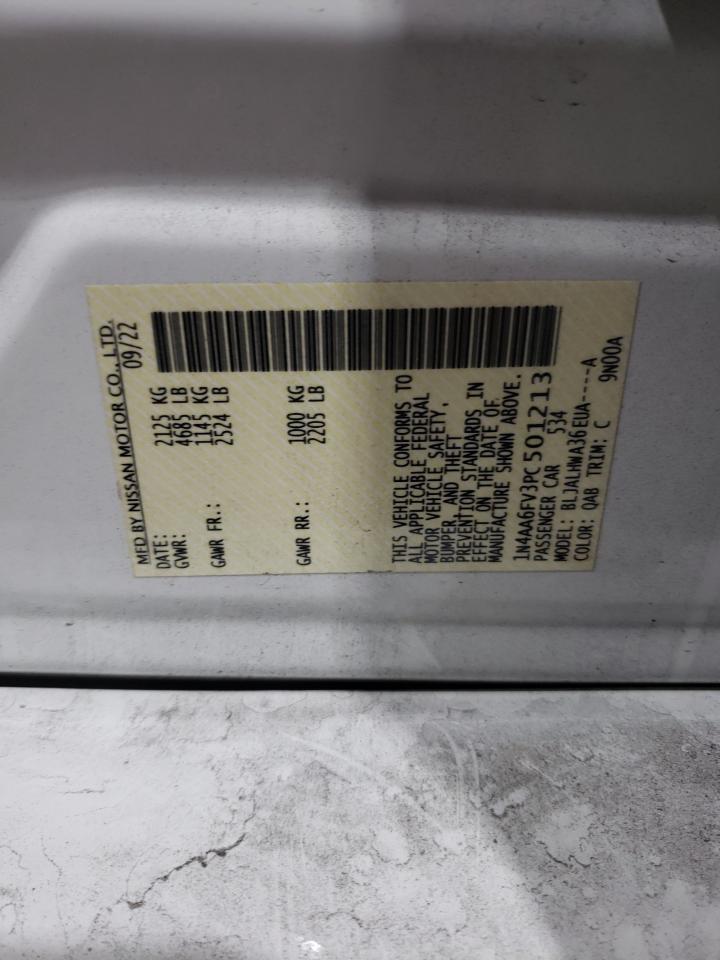 MFD BY NISSAN MOTOR CO., LTD.
DATE: 09/22
GVWR: 2125 KG
4685 LB
GAWR FR.: 1145 KG
2524 LB
GAWR RR.: 1000 KG
2205 LB
THIS VEHICLE CONFORMS TO
ALL APPLICABLE FEDERAL
MOTOR VEHICLE SAFETY,
BUMPER, AND THEFT
PREVENTION STANDARDS IN
EFFECT ON THE DATE OF
MANUFACTURE SHOWN ABOVE.
1N4AA6FV3PC501213
PASSENGER CAR 534
MODEL: BLJALHWA36EUA----A
COLOR: QAB TRIM: C 9N00A